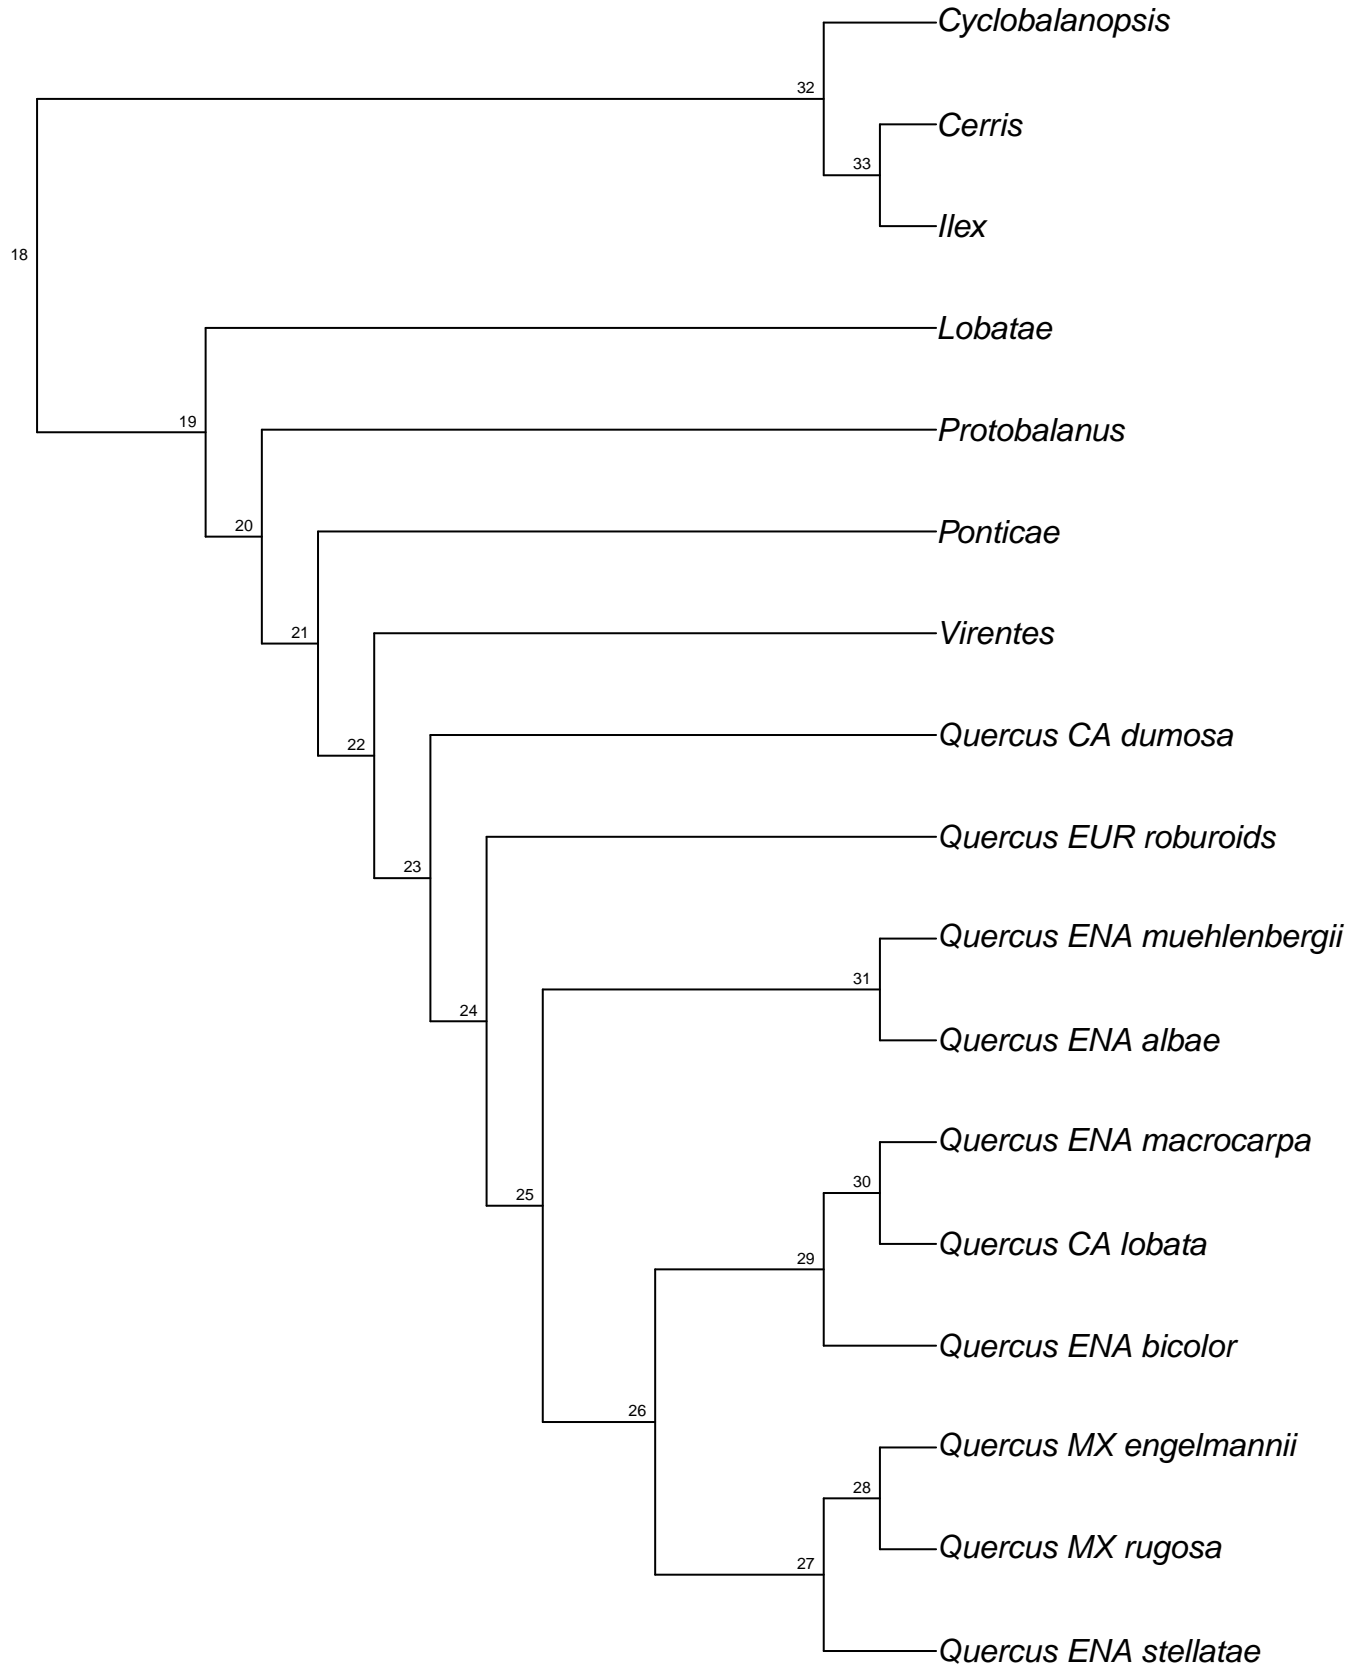 Cyclobalanopsis
32
Cerris
33
Ilex
18
Lobatae
19
Protobalanus
20
Ponticae
21
Virentes
22
Quercus CA dumosa
23
Quercus EUR roburoids
24
Quercus ENA muehlenbergii
31
Quercus ENA albae
25
Quercus ENA macrocarpa
30
Quercus CA lobata
29
Quercus ENA bicolor
26
Quercus MX engelmannii
28
Quercus MX rugosa
27
Quercus ENA stellatae